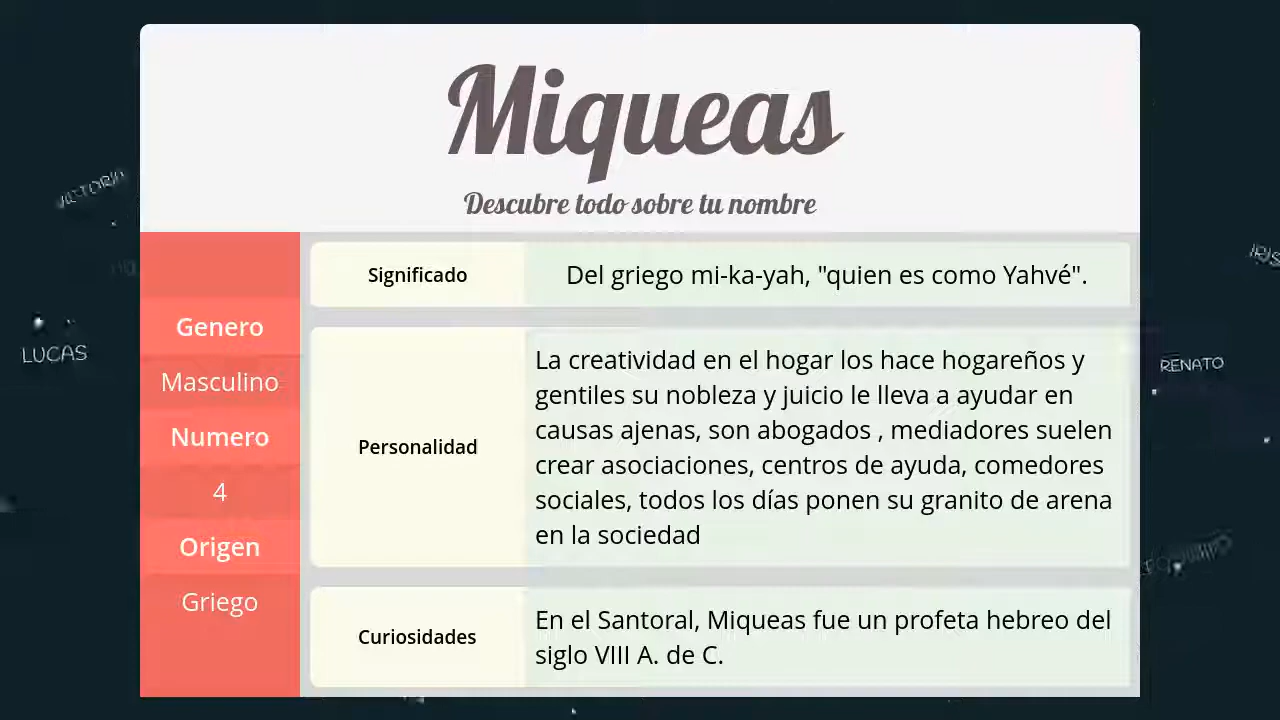 Miqueas
Descubre todo sobre tu nombre
Genero
Masculino
Numero
4
Origen
Griego
Significado
Del griego mi-ka-yah, "quien es como Yahvé".
Personalidad
La creatividad en el hogar los hace hogareños y
gentiles su nobleza y juicio le lleva a ayudar en
causas ajenas, son abogados , mediadores suelen
crear asociaciones, centros de ayuda, comedores
sociales, todos los días ponen su granito de arena
en la sociedad
Curiosidades
En el Santoral, Miqueas fue un profeta hebreo del
siglo VIII A. de C.
LUCAS
RENATO